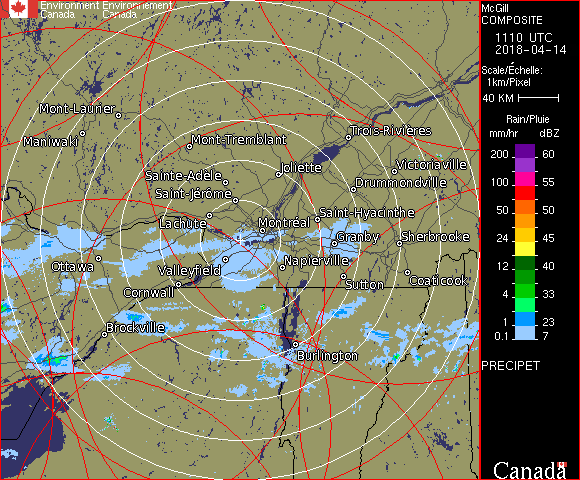 Environment Environnement
Canada Canada
McGill
COMPOSITE
1110 UTC
2018-04-14
Scale/Échelle:
1km/Pixel
40 KM
Rain/Pluie
mm/hr dBZ
200 60
155
100 55
50 50
24 45
12 40
4 33
1 23
0.1 7
PRECIPET
Canada
Mont-Laurier
Maniwaki
Mont-Tremblant
Trois-Rivières
Joliette
Victoriaville
Sainte-Adèle
Drummondville
Saint-Jérôme
Lachute
Saint-Hyacinthe
Montréal
Granby
Sherbrooke
Ottawa
Valleyfield
Napierville
Coaticook
Cornwall
Sutton
Brockville
Burlington